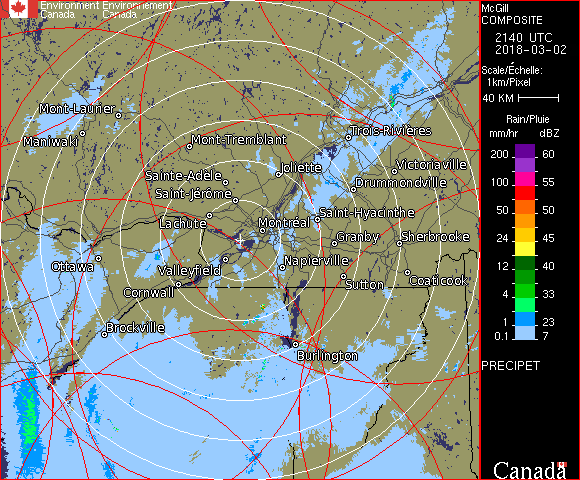 Environment Environnement
Canada Canada
McGill
COMPOSITE
2140 UTC
2018-03-02
Scale/Échelle:
1km/Pixel
40 KM
Rain/Pluie
mm/hr dBZ
200 60
100 55
50 50
24 45
12 40
4 33
1 23
0.1 7
PRECIPET
Canada
Mont-Laurier
Maniwaki
Mont-Tremblant
Trois-Rivières
Joliette
Victoriaville
Sainte-Adèle
Drummondville
Saint-Jérôme
Saint-Hyacinthe
Lachute
Montréal
Granby
Sherbrooke
Ottawa
Valleyfield
Napierville
Cornwall
Sutton
Coaticook
Brockville
Burlington